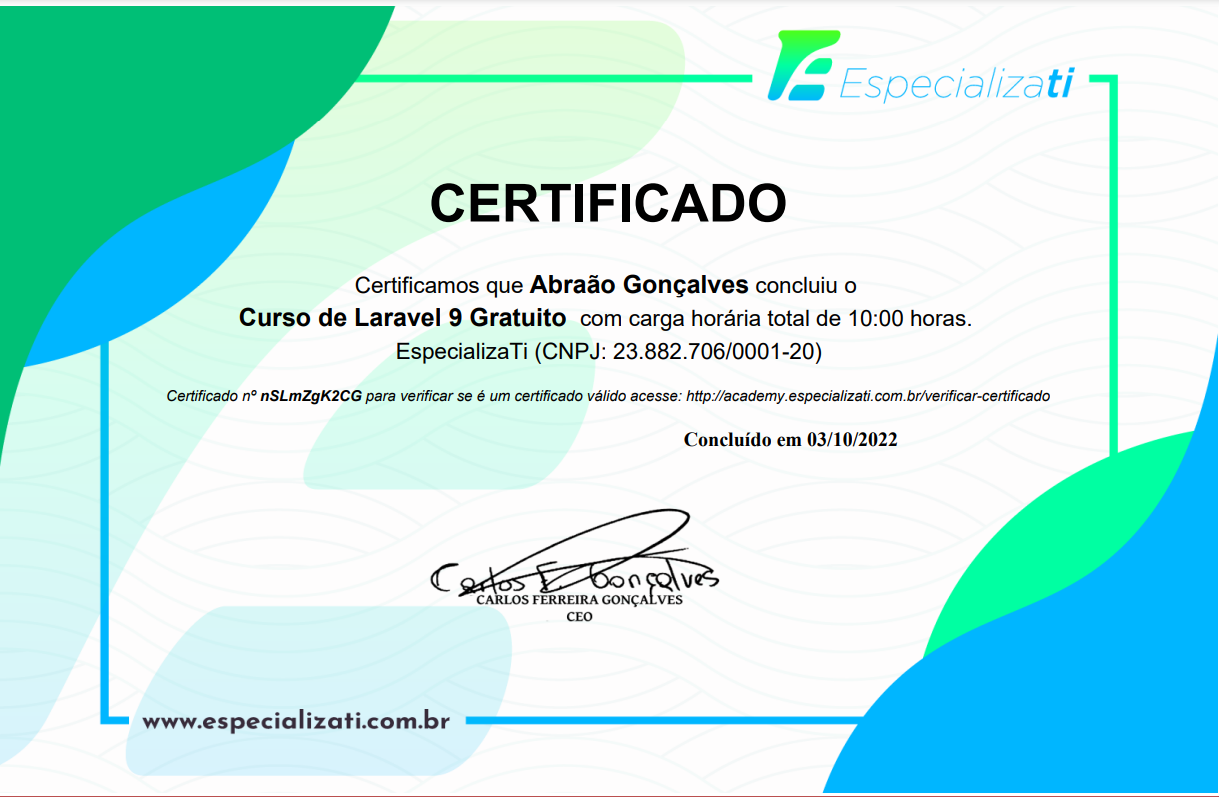 EspecializaTi
CERTIFICADO
Certificamos que Abraão Gonçalves concluiu o
Curso de Laravel 9 Gratuito com carga horária total de 10:00 horas.
EspecializaTi (CNPJ: 23.882.706/0001-20)
Certificado nº nSLmZgK2CG para verificar se é um certificado válido acesse: http://academy.especializati.com.br/verificar-certificado
Concluído em 03/10/2022
Carlos F. Gonçalves
CARLOS FERREIRA GONÇALVES
CEO
www.especializati.com.br